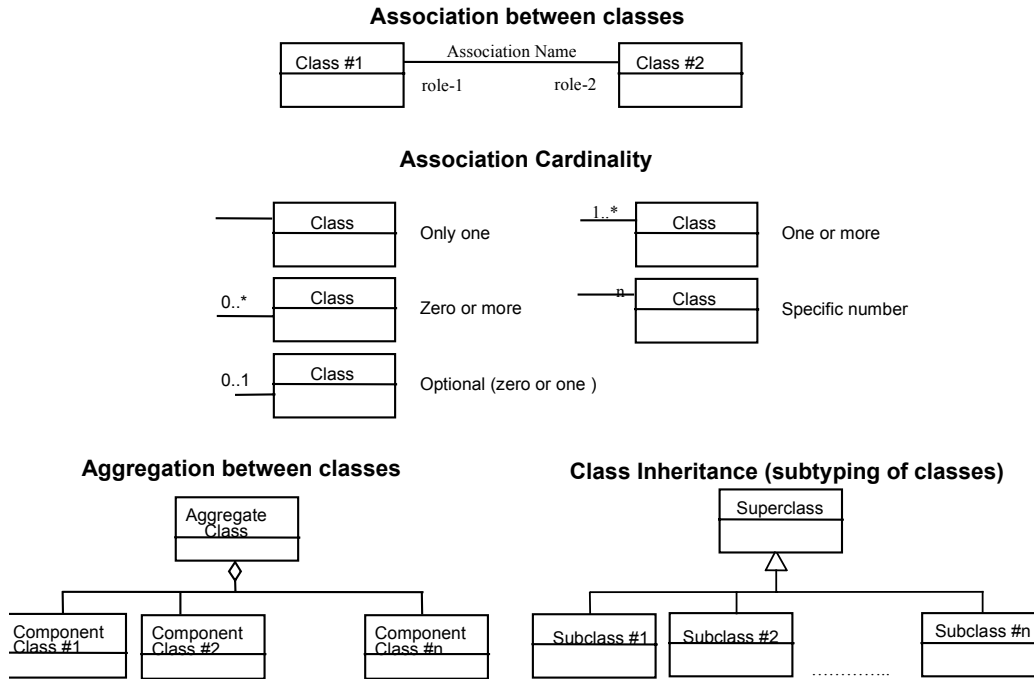 Association between classes
Class #1
Association Name
Class #2
role-1
role-2
Association Cardinality
Class
Only one
1..*
Class
One or more
0..*
Class
Zero or more
n
Class
Specific number
0..1
Class
Optional (zero or one )
Aggregation between classes
Class Inheritance (subtyping of classes)
Aggregate
Class
Superclass
Component
Class #1
Component
Class #2
Component
Class #n
Subclass #1
Subclass #2
…………..
Subclass #n